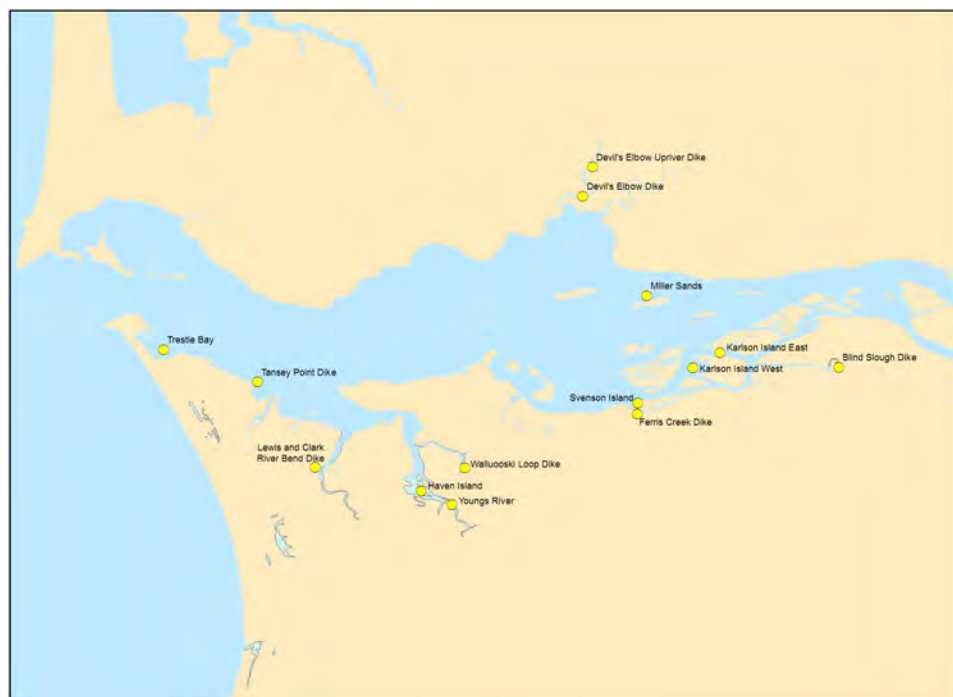 Devil's Elbow Upriver Dike
Devil's Elbow Dike
Miller Sands
Trestle Bay
Karlson Island East
Blind Slough Dike
Karlson Island West
Tansey Point Dike
Svenson Island
Ferris Creek Dike
Lewis and Clark
River Bend Dike
Walluooski Loop Dike
Haven Island
Youngs River